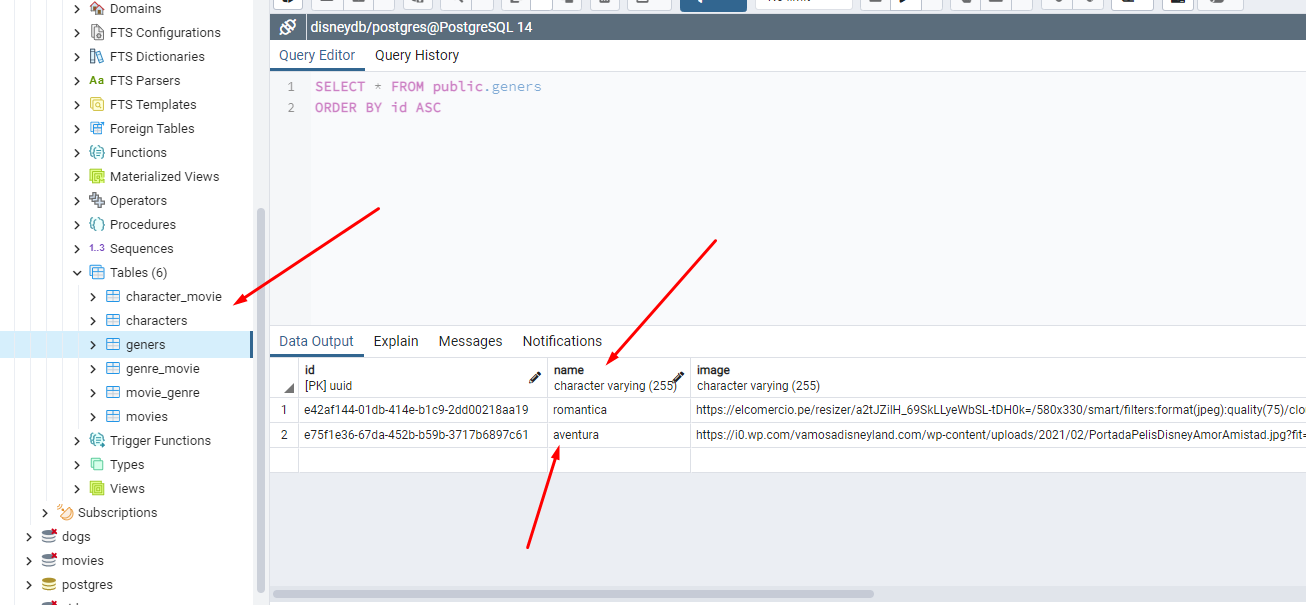 Domains
FTS Configurations
FTS Dictionaries
Aa FTS Parsers
FTS Templates
Foreign Tables
Functions
Materialized Views
Operators
Procedures
1..3 Sequences
Tables (6)
character_movie
characters
geners
genre_movie
movie_genre
movies
Trigger Functions
Types
Views
Subscriptions
dogs
movies
postgres
disneydb/postgres@PostgreSQL 14
Query Editor Query History
1 SELECT * FROM public.geners
2 ORDER BY id ASC
Data Output Explain Messages Notifications
id name image
[PK] uuid character varying (255) character varying (255)
1 e42af144-01db-414e-b1c9-2dd00218aa19 romantica https://elcomercio.pe/resizer/a2tJZilH_69SkLLyeWbSL-tDH0k=/580x330/smart/filters:format(jpeg):quality(75)/clo
2 e75f1e36-67da-452b-b59b-3717b6897c61 aventura https://i0.wp.com/vamosadisneyland.com/wp-content/uploads/2021/02/PortadaPelisDisneyAmorAmistad.jpg?fit=